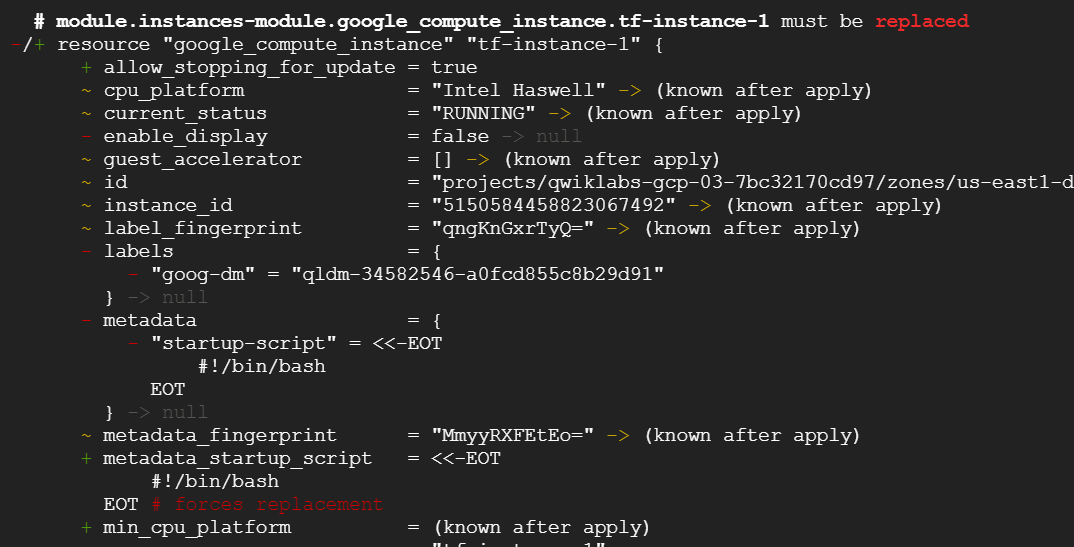 # module.instances-module.google_compute_instance.tf-instance-1 must be replaced
-/+ resource "google_compute_instance" "tf-instance-1" {
+ allow_stopping_for_update = true
~ cpu_platform = "Intel Haswell" -> (known after apply)
~ current_status = "RUNNING" -> (known after apply)
- enable_display = false -> null
~ guest_accelerator = [] -> (known after apply)
~ id = "projects/qwiklabs-gcp-03-7bc32170cd97/zones/us-east1-d
~ instance_id = "5150584458823067492" -> (known after apply)
~ label_fingerprint = "qngKnGxrTyQ=" -> (known after apply)
- labels = {
- "goog-dm" = "qldm-34582546-a0fcd855c8b29d91"
} -> null
- metadata = {
- "startup-script" = <<-EOT
#!/bin/bash
EOT
} -> null
~ metadata_fingerprint = "MmyyRXFEtEo=" -> (known after apply)
+ metadata_startup_script = <<-EOT
#!/bin/bash
EOT # forces replacement
+ min_cpu_platform = (known after apply)